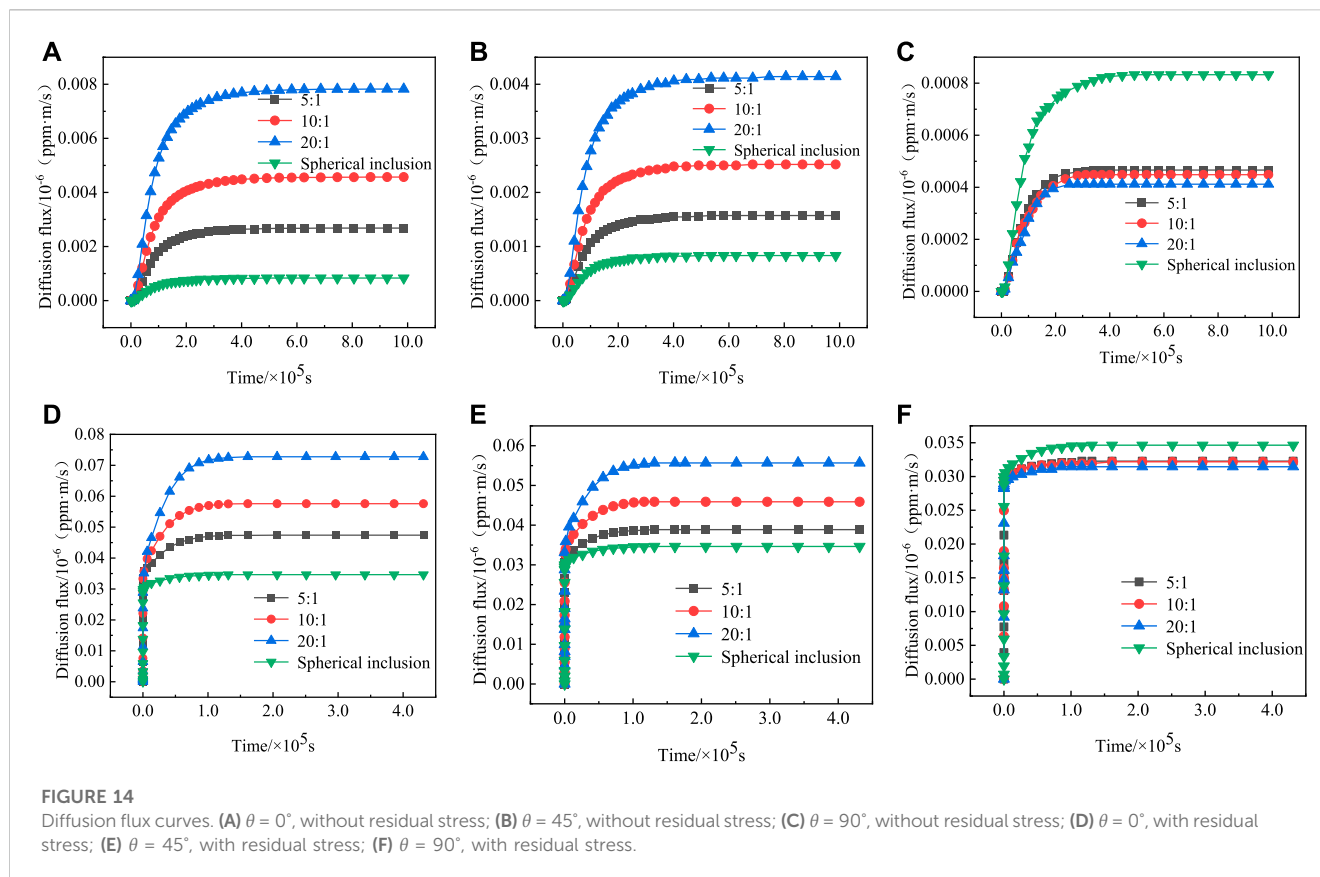 A
Diffusion flux/10-6 (ppm·m/s)
0.008
0.006
0.004
0.002
0.000
5:1
10:1
20:1
Spherical inclusion
0.0 2.0 4.0 6.0 8.0 10.0
Time/×10⁵s
B
Diffusion flux/10-6 (ppm·m/s)
0.004
0.003
0.002
0.001
0.000
5:1
10:1
20:1
Spherical inclusion
0.0 2.0 4.0 6.0 8.0 10.0
Time/×10⁵s
C
Diffusion flux/10-6 (ppm·m/s)
0.0008
0.0006
0.0004
0.0002
0.0000
5:1
10:1
20:1
Spherical inclusion
0.0 2.0 4.0 6.0 8.0 10.0
Time/×10⁵s
D
Diffusion flux/10-6 (ppm·m/s)
0.08
0.07
0.06
0.05
0.04
0.03
0.02
0.01
0.00
5:1
10:1
20:1
Spherical inclusion
0.0 1.0 2.0 3.0 4.0
Time/×10⁵s
E
Diffusion flux/10-6 (ppm·m/s)
0.06
0.05
0.04
0.03
0.02
0.01
0.00
5:1
10:1
20:1
Spherical inclusion
0.0 1.0 2.0 3.0 4.0
Time/×10⁵s
F
Diffusion flux/10-6 (ppm·m/s)
0.035
0.030
0.025
0.020
0.015
0.010
0.005
0.000
5:1
10:1
20:1
Spherical inclusion
0.0 1.0 2.0 3.0 4.0
Time/×10⁵s
FIGURE 14
Diffusion flux curves. (A) θ = 0°, without residual stress; (B) θ = 45°, without residual stress; (C) θ = 90°, without residual stress; (D) θ = 0°, with residual
stress; (E) θ = 45°, with residual stress; (F) θ = 90°, with residual stress.